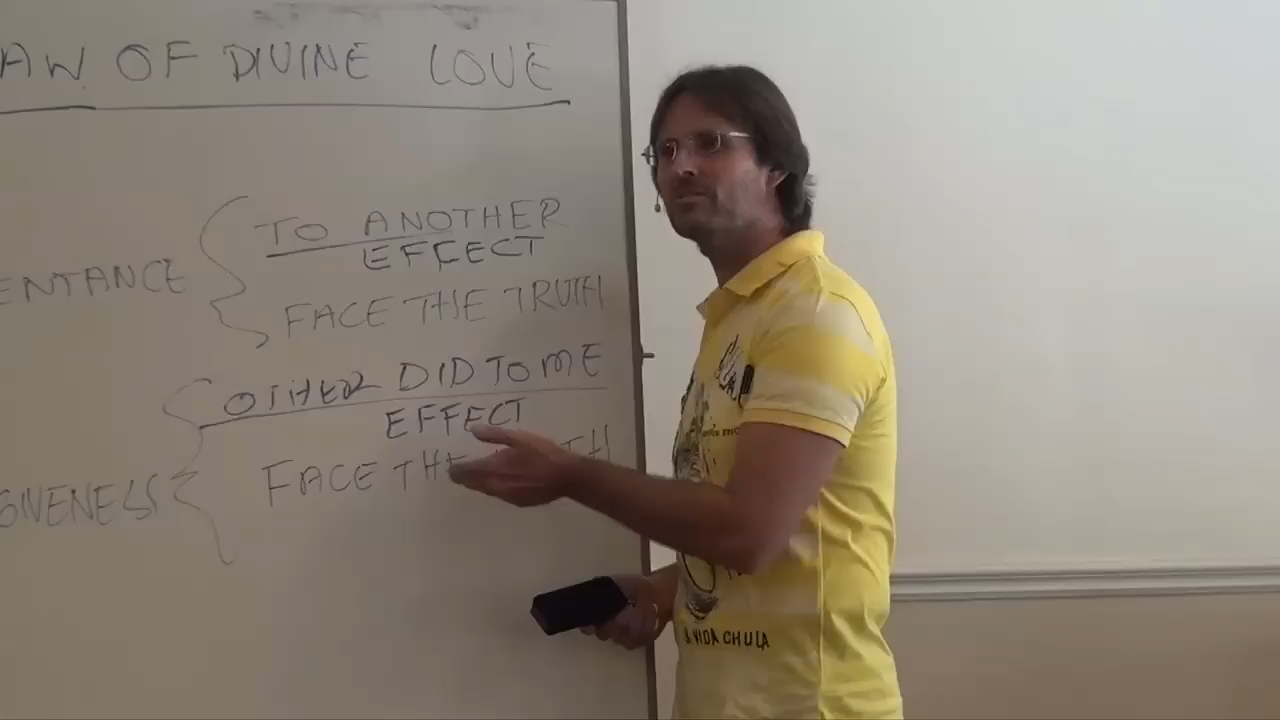 AW OF DIVINE LOVE
TO ANOTHER
EFFECT
ENTANCE
FACE THE TRUTH
OTHER DID TO ME
EFFECT
FACE THE TH
GIVENESS
A VIDA CHULA